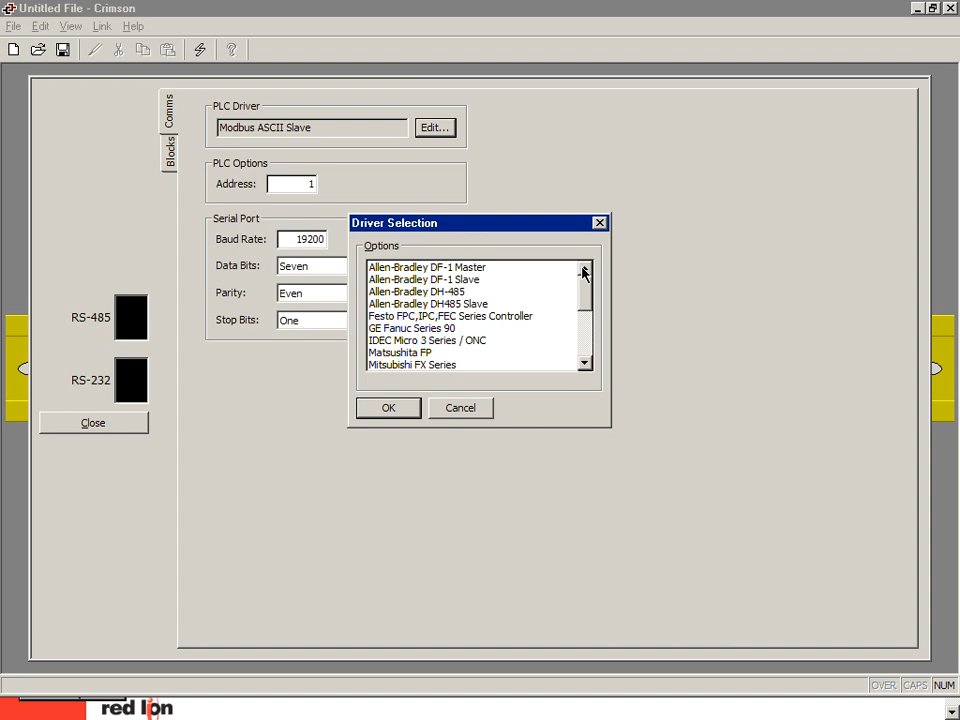 Untitled File - Crimson
File Edit View Link Help
Comms
Blocks
PLC Driver
Modbus ASCII Slave
Edit...
PLC Options
Address: 1
Serial Port
Baud Rate: 19200
Data Bits: Seven
Parity: Even
Stop Bits: One
RS-485
RS-232
Close
Driver Selection
Options
Allen-Bradley DF-1 Master
Allen-Bradley DF-1 Slave
Allen-Bradley DH-485
Allen-Bradley DH485 Slave
Festo FPC,IPC,FEC Series Controller
GE Fanuc Series 90
IDEC Micro 3 Series / ONC
Matsushita FP
Mitsubishi FX Series
OK Cancel
OVER CAPS NUM
red lion